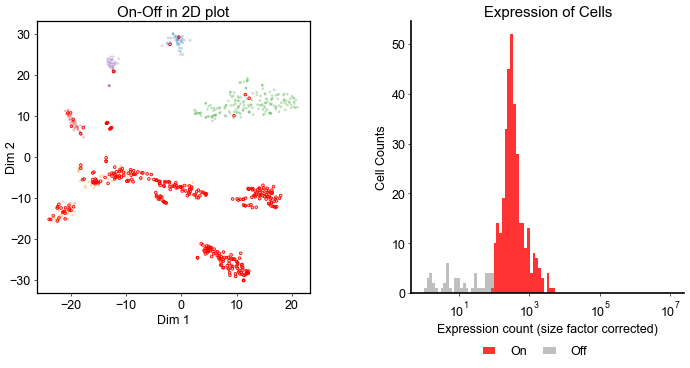 On-Off in 2D plot
30
20
10
0
−10
−20
−30
Dim 2
−20
−10
0
10
20
Dim 1
Expression of Cells
50
40
30
20
10
0
Cell Counts
10^1
10^3
10^5
10^7
Expression count (size factor corrected)
On
Off